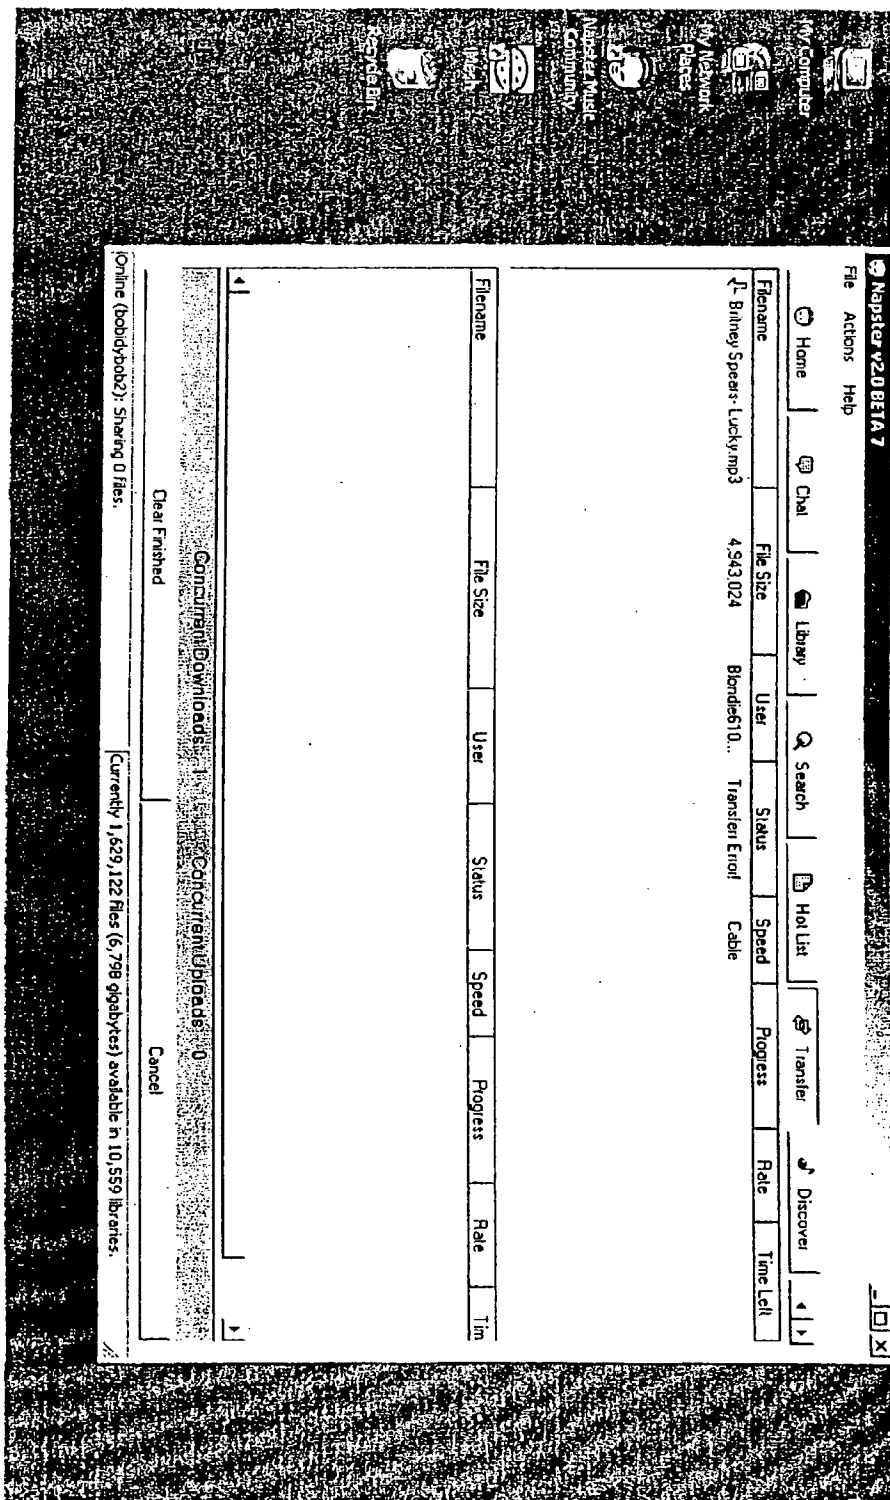 My Computer
My Network
Places
Napster Music
Community
Recycle Bin
Napster v2.0 BETA 7
File Actions Help
Home Chat Library Search Hot List Transfer Discover
Filename File Size User Status Speed Progress Rate Time Left
Britney Spears- Lucky.mp3 4,943,024 Blondie610... Transfer Error! Cable
Filename File Size User Status Speed Progress Rate Tim
Concurrent Downloads: 1 Concurrent Uploads: 0
Clear Finished Cancel
Online (bobidybob2): Sharing 0 files. Currently 1,629,122 files (6,798 gigabytes) available in 10,559 libraries.